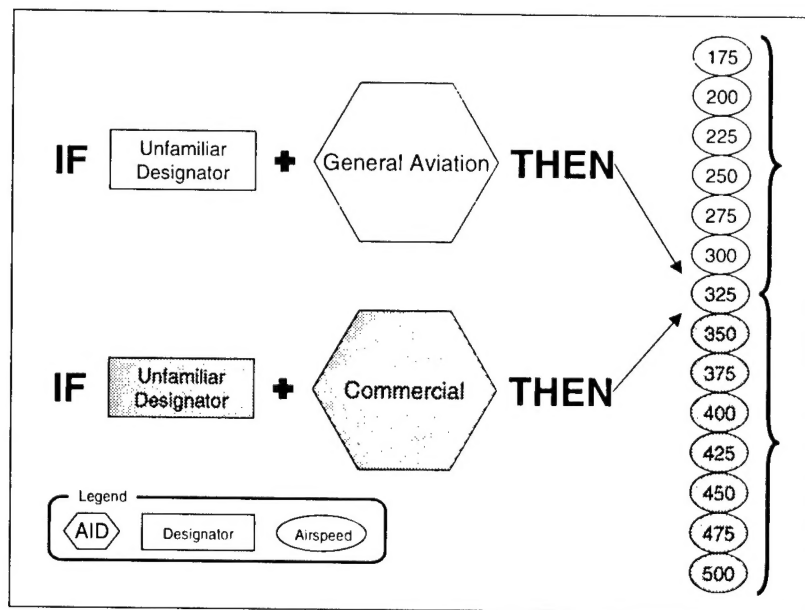 IF
Unfamiliar
Designator
+
General Aviation
THEN
IF
Unfamiliar
Designator
+
Commercial
THEN
175
200
225
250
275
300
325
350
375
400
425
450
475
500
Legend
AID
Designator
Airspeed